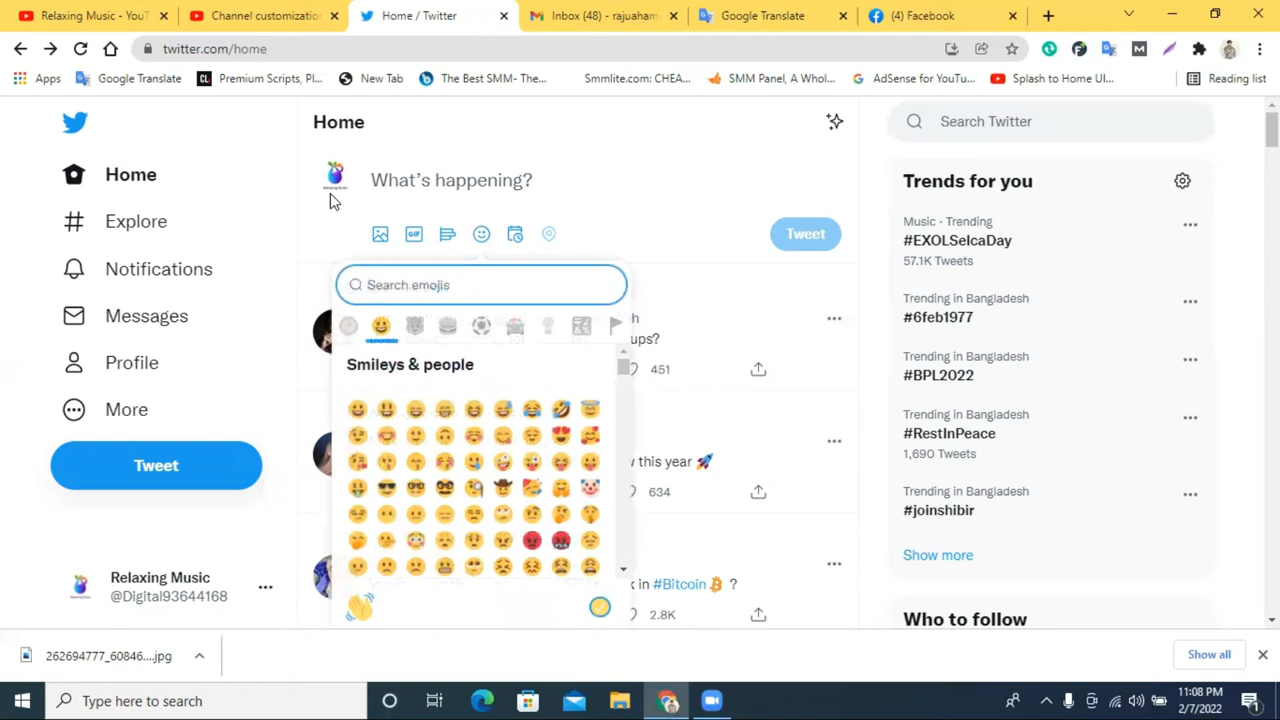 Relaxing Music - YouT
Channel customizatio
Home / Twitter
Inbox (48) - rajuaham
Google Translate
(4) Facebook
twitter.com/home
Apps
Google Translate
CL
Premium Scripts, Pl...
New Tab
The Best SMM- The...
Smmlite.com: CHEA...
SMM Panel, A Whol...
AdSense for YouTu...
Splash to Home UI...
Reading list
Home
Explore
Notifications
Messages
Profile
More
Tweet
Relaxing Music
@Digital93644168
Home
What's happening?
GIF
Tweet
Search emojis
Smileys & people
ups?
451
w this year 🚀
634
k in #Bitcoin ?
2.8K
Search Twitter
Trends for you
Music · Trending
#EXOLSelcaDay
57.1K Tweets
Trending in Bangladesh
#6feb1977
Trending in Bangladesh
#BPL2022
Trending in Bangladesh
#RestInPeace
1,690 Tweets
Trending in Bangladesh
#joinshibir
Show more
Who to follow
262694777_60846....jpg
Show all
Type here to search
11:08 PM
2/7/2022